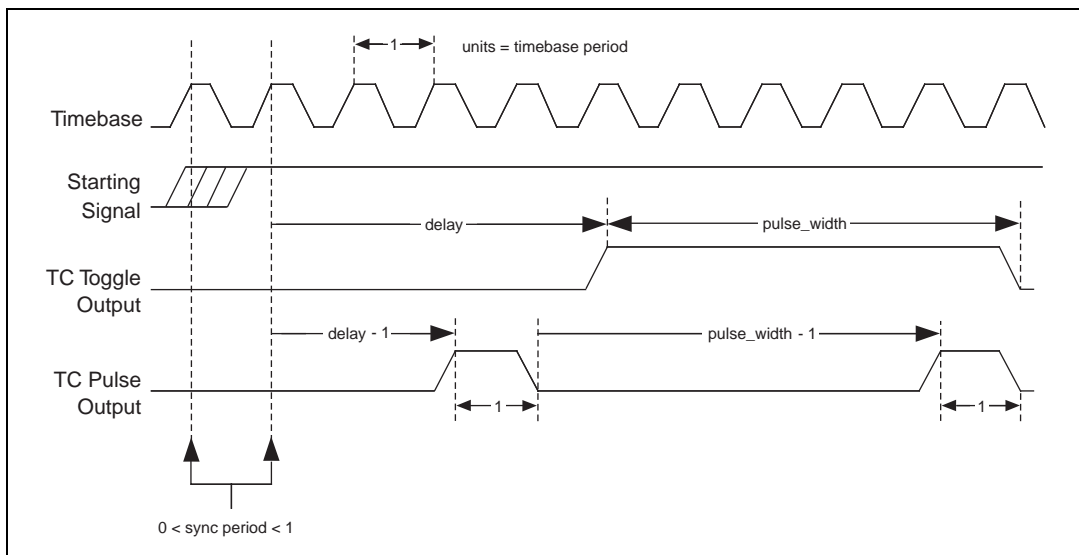 1
units = timebase period
Timebase
Starting
Signal
delay
pulse_width
TC Toggle
Output
delay - 1
pulse_width - 1
TC Pulse
Output
1
1
0 < sync period < 1